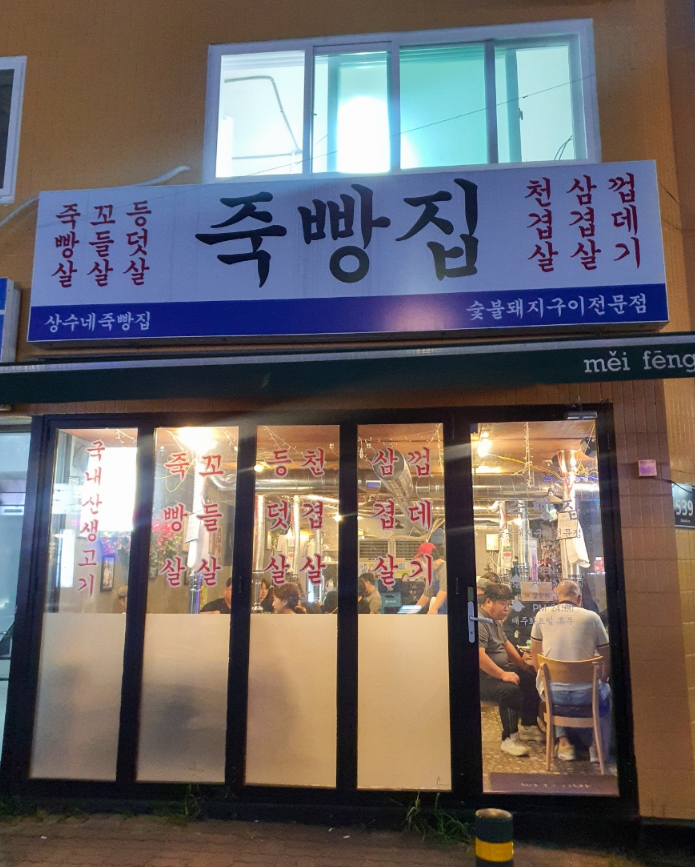 죽빵살 꼬들살 등덧살
죽빵집
천겹살 삼겹살 껍데기
상수네죽빵집
숯불돼지구이전문점
měi fēng
국내산생고기
죽빵살
꼬들살
등덧살
천겹살
삼겹살
껍데기
539